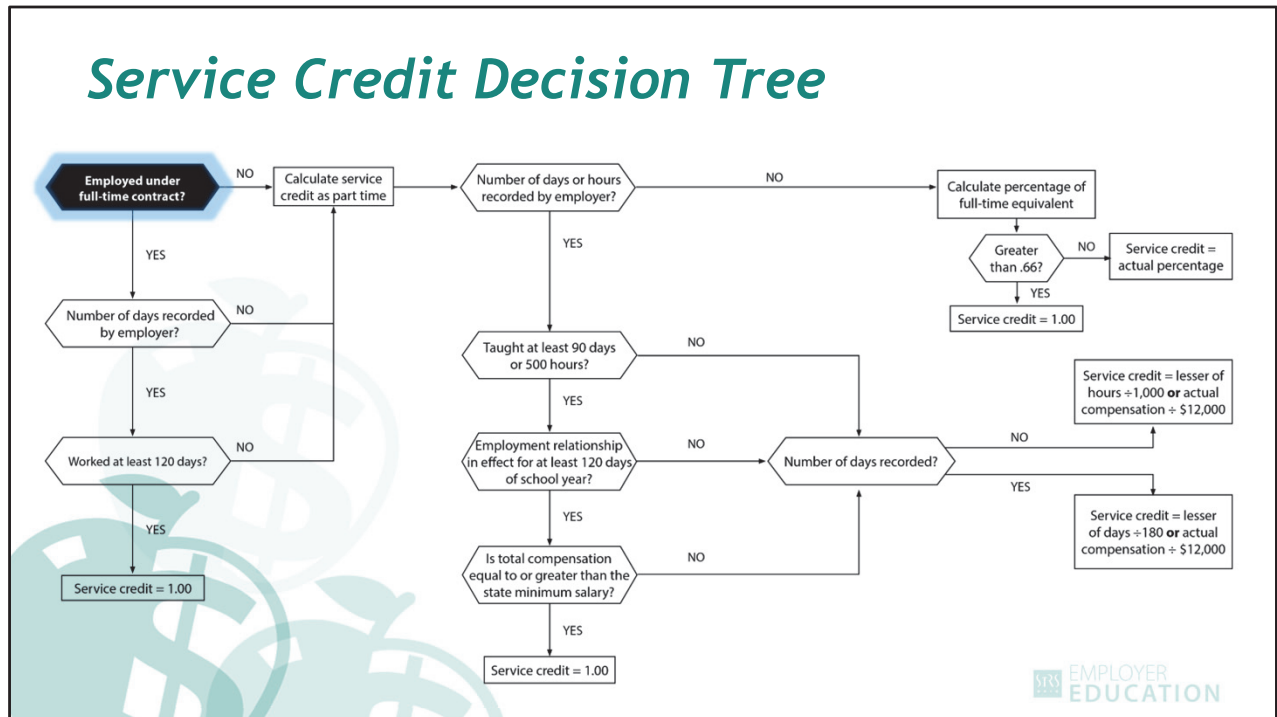 Service Credit Decision Tree
Employed under
full-time contract?
NO
Calculate service
credit as part time
Number of days or hours
recorded by employer?
NO
Calculate percentage of
full-time equivalent
YES
YES
Greater
than .66?
NO
Service credit =
actual percentage
YES
Service credit = 1.00
Number of days recorded
by employer?
NO
Taught at least 90 days
or 500 hours?
NO
YES
YES
Service credit = lesser of
hours ÷1,000 or actual
compensation ÷ $12,000
Worked at least 120 days?
NO
Employment relationship
in effect for at least 120 days
of school year?
NO
Number of days recorded?
NO
YES
YES
YES
Service credit = lesser
of days ÷180 or actual
compensation ÷ $12,000
Is total compensation
equal to or greater than the
state minimum salary?
NO
Service credit = 1.00
YES
Service credit = 1.00
STRS
EMPLOYER
EDUCATION